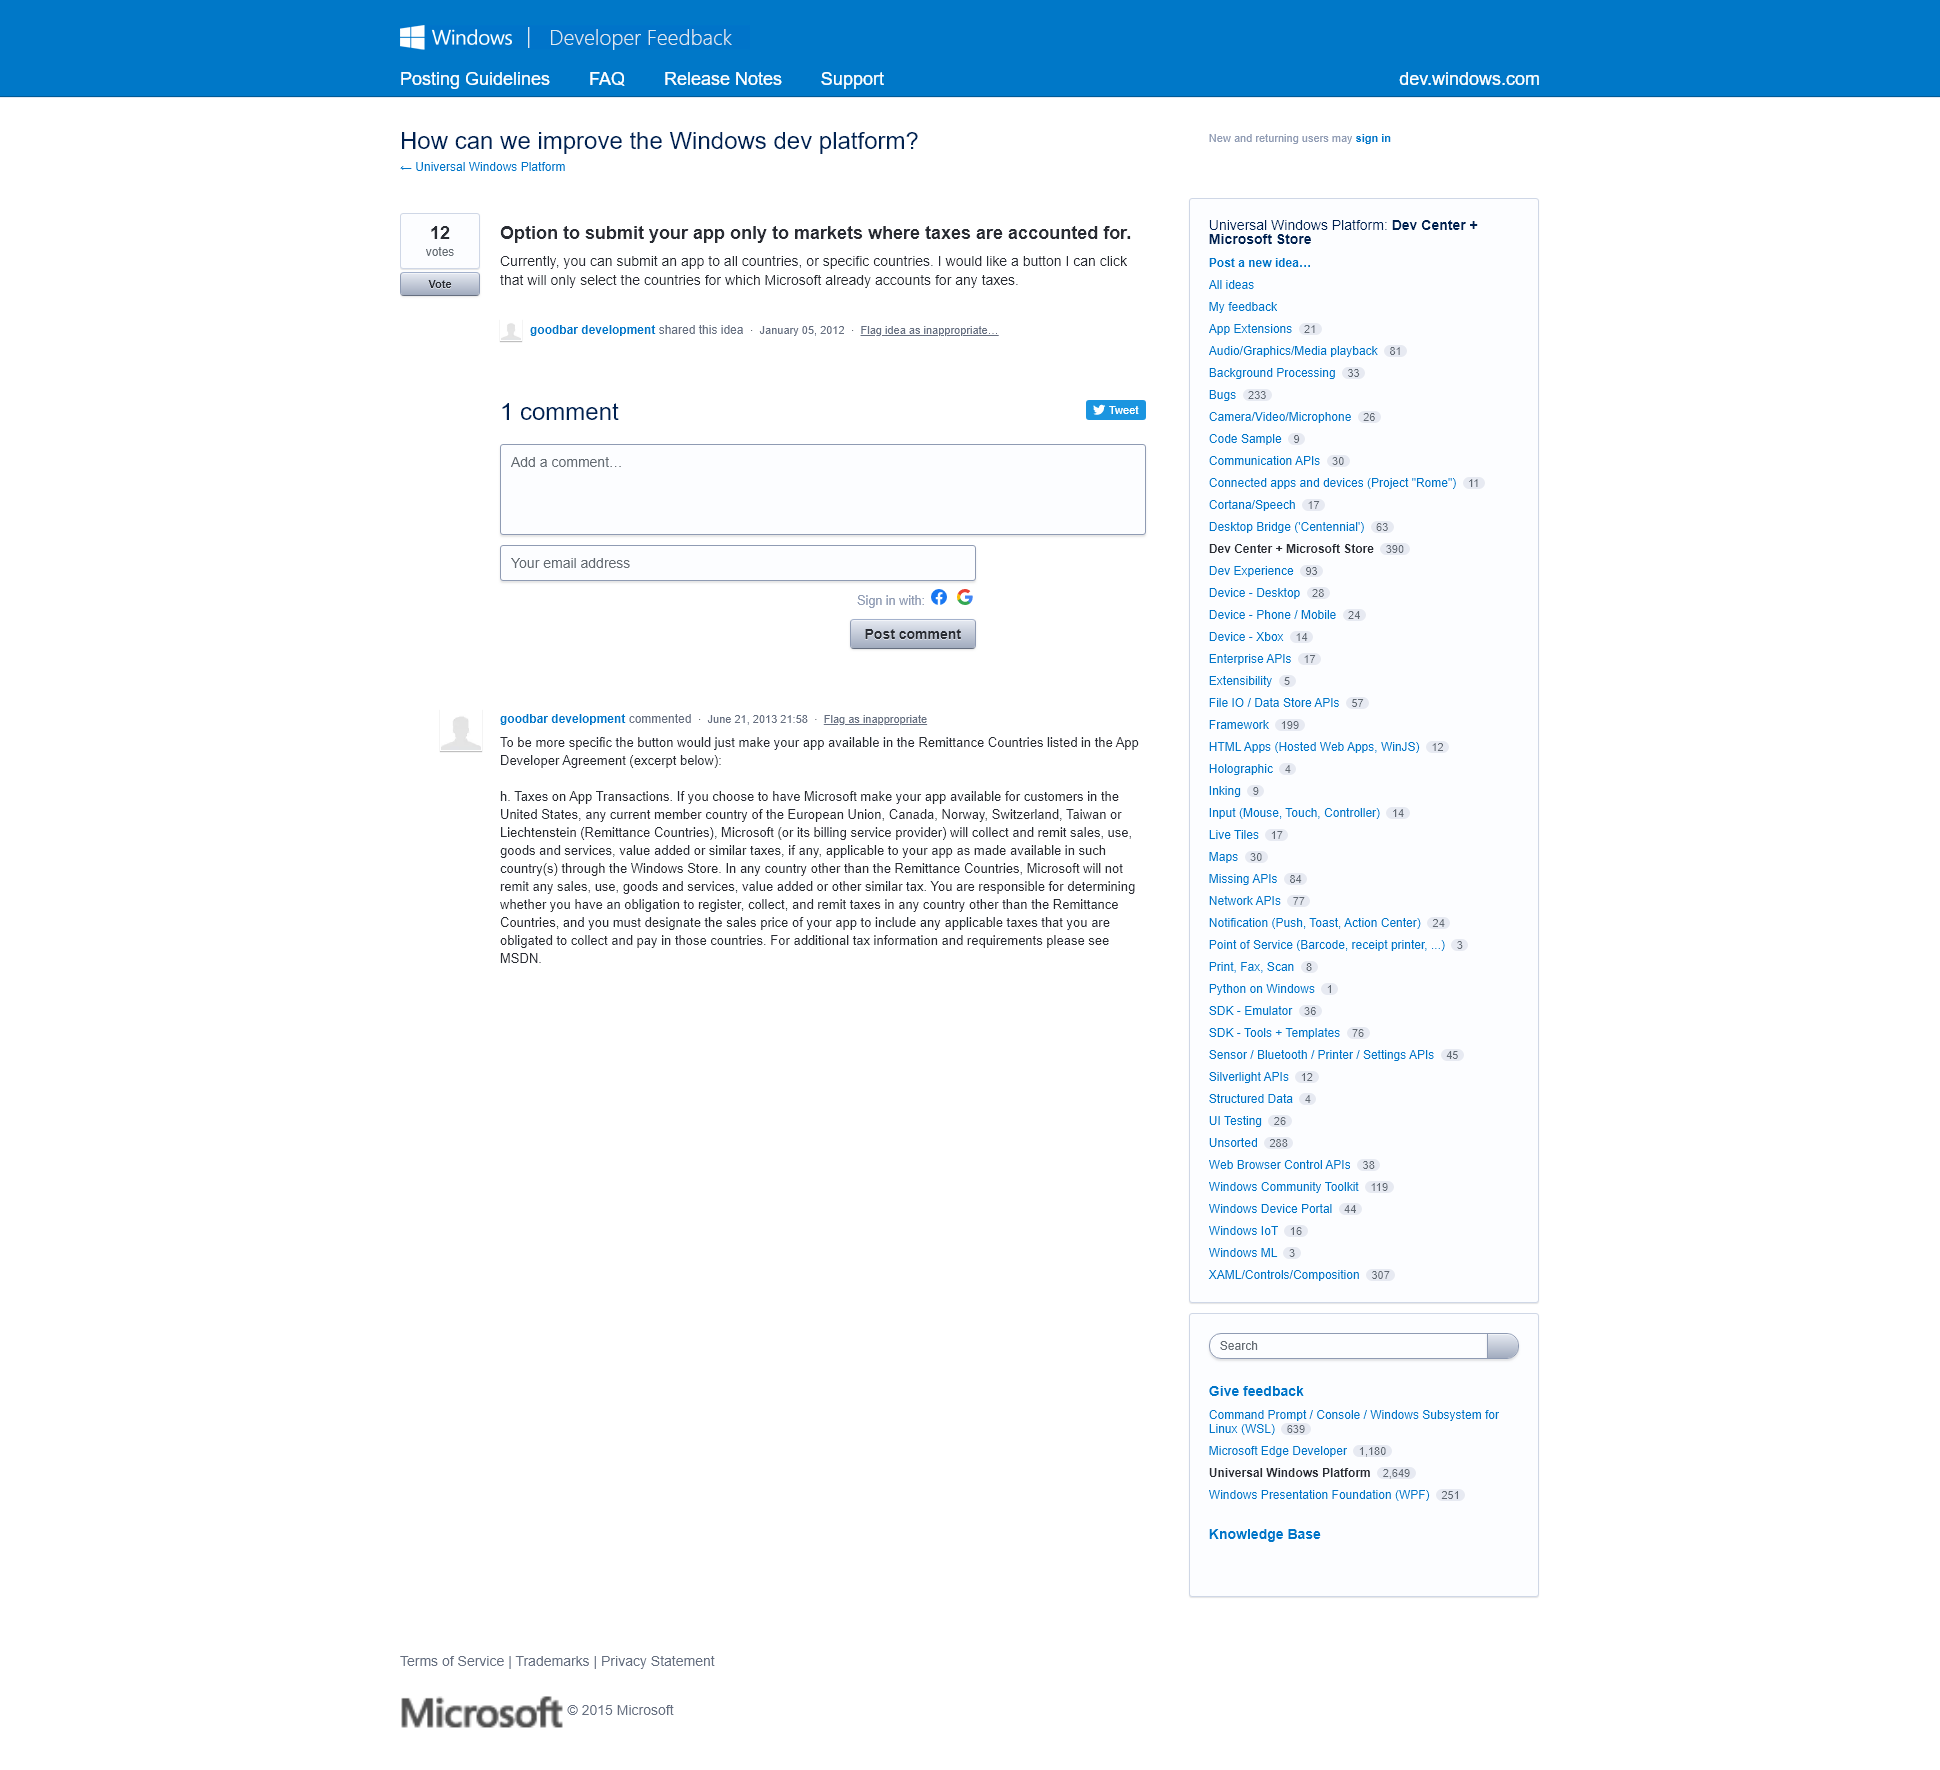 Windows | Developer Feedback
Posting Guidelines FAQ Release Notes Support dev.windows.com
How can we improve the Windows dev platform?
← Universal Windows Platform
New and returning users may sign in
12
votes
Vote
Option to submit your app only to markets where taxes are accounted for.
Currently, you can submit an app to all countries, or specific countries. I would like a button I can click
that will only select the countries for which Microsoft already accounts for any taxes.
goodbar development shared this idea · January 05, 2012 · Flag idea as inappropriate…
1 comment
Tweet
Add a comment…
Your email address
Sign in with:
Post comment
goodbar development commented · June 21, 2013 21:58 · Flag as inappropriate
To be more specific the button would just make your app available in the Remittance Countries listed in the App
Developer Agreement (excerpt below):
h. Taxes on App Transactions. If you choose to have Microsoft make your app available for customers in the
United States, any current member country of the European Union, Canada, Norway, Switzerland, Taiwan or
Liechtenstein (Remittance Countries), Microsoft (or its billing service provider) will collect and remit sales, use,
goods and services, value added or similar taxes, if any, applicable to your app as made available in such
country(s) through the Windows Store. In any country other than the Remittance Countries, Microsoft will not
remit any sales, use, goods and services, value added or other similar tax. You are responsible for determining
whether you have an obligation to register, collect, and remit taxes in any country other than the Remittance
Countries, and you must designate the sales price of your app to include any applicable taxes that you are
obligated to collect and pay in those countries. For additional tax information and requirements please see
MSDN.
Universal Windows Platform: Dev Center +
Microsoft Store
Post a new idea…
All ideas
My feedback
App Extensions 21
Audio/Graphics/Media playback 81
Background Processing 33
Bugs 233
Camera/Video/Microphone 26
Code Sample 9
Communication APIs 30
Connected apps and devices (Project "Rome") 11
Cortana/Speech 17
Desktop Bridge ('Centennial') 63
Dev Center + Microsoft Store 390
Dev Experience 93
Device - Desktop 28
Device - Phone / Mobile 24
Device - Xbox 14
Enterprise APIs 17
Extensibility 5
File IO / Data Store APIs 57
Framework 199
HTML Apps (Hosted Web Apps, WinJS) 12
Holographic 4
Inking 9
Input (Mouse, Touch, Controller) 14
Live Tiles 17
Maps 30
Missing APIs 84
Network APIs 77
Notification (Push, Toast, Action Center) 24
Point of Service (Barcode, receipt printer, ...) 3
Print, Fax, Scan 8
Python on Windows 1
SDK - Emulator 36
SDK - Tools + Templates 76
Sensor / Bluetooth / Printer / Settings APIs 45
Silverlight APIs 12
Structured Data 4
UI Testing 26
Unsorted 288
Web Browser Control APIs 38
Windows Community Toolkit 119
Windows Device Portal 44
Windows IoT 16
Windows ML 3
XAML/Controls/Composition 307
Search
Give feedback
Command Prompt / Console / Windows Subsystem for
Linux (WSL) 639
Microsoft Edge Developer 1,180
Universal Windows Platform 2,649
Windows Presentation Foundation (WPF) 251
Knowledge Base
Terms of Service | Trademarks | Privacy Statement
Microsoft © 2015 Microsoft